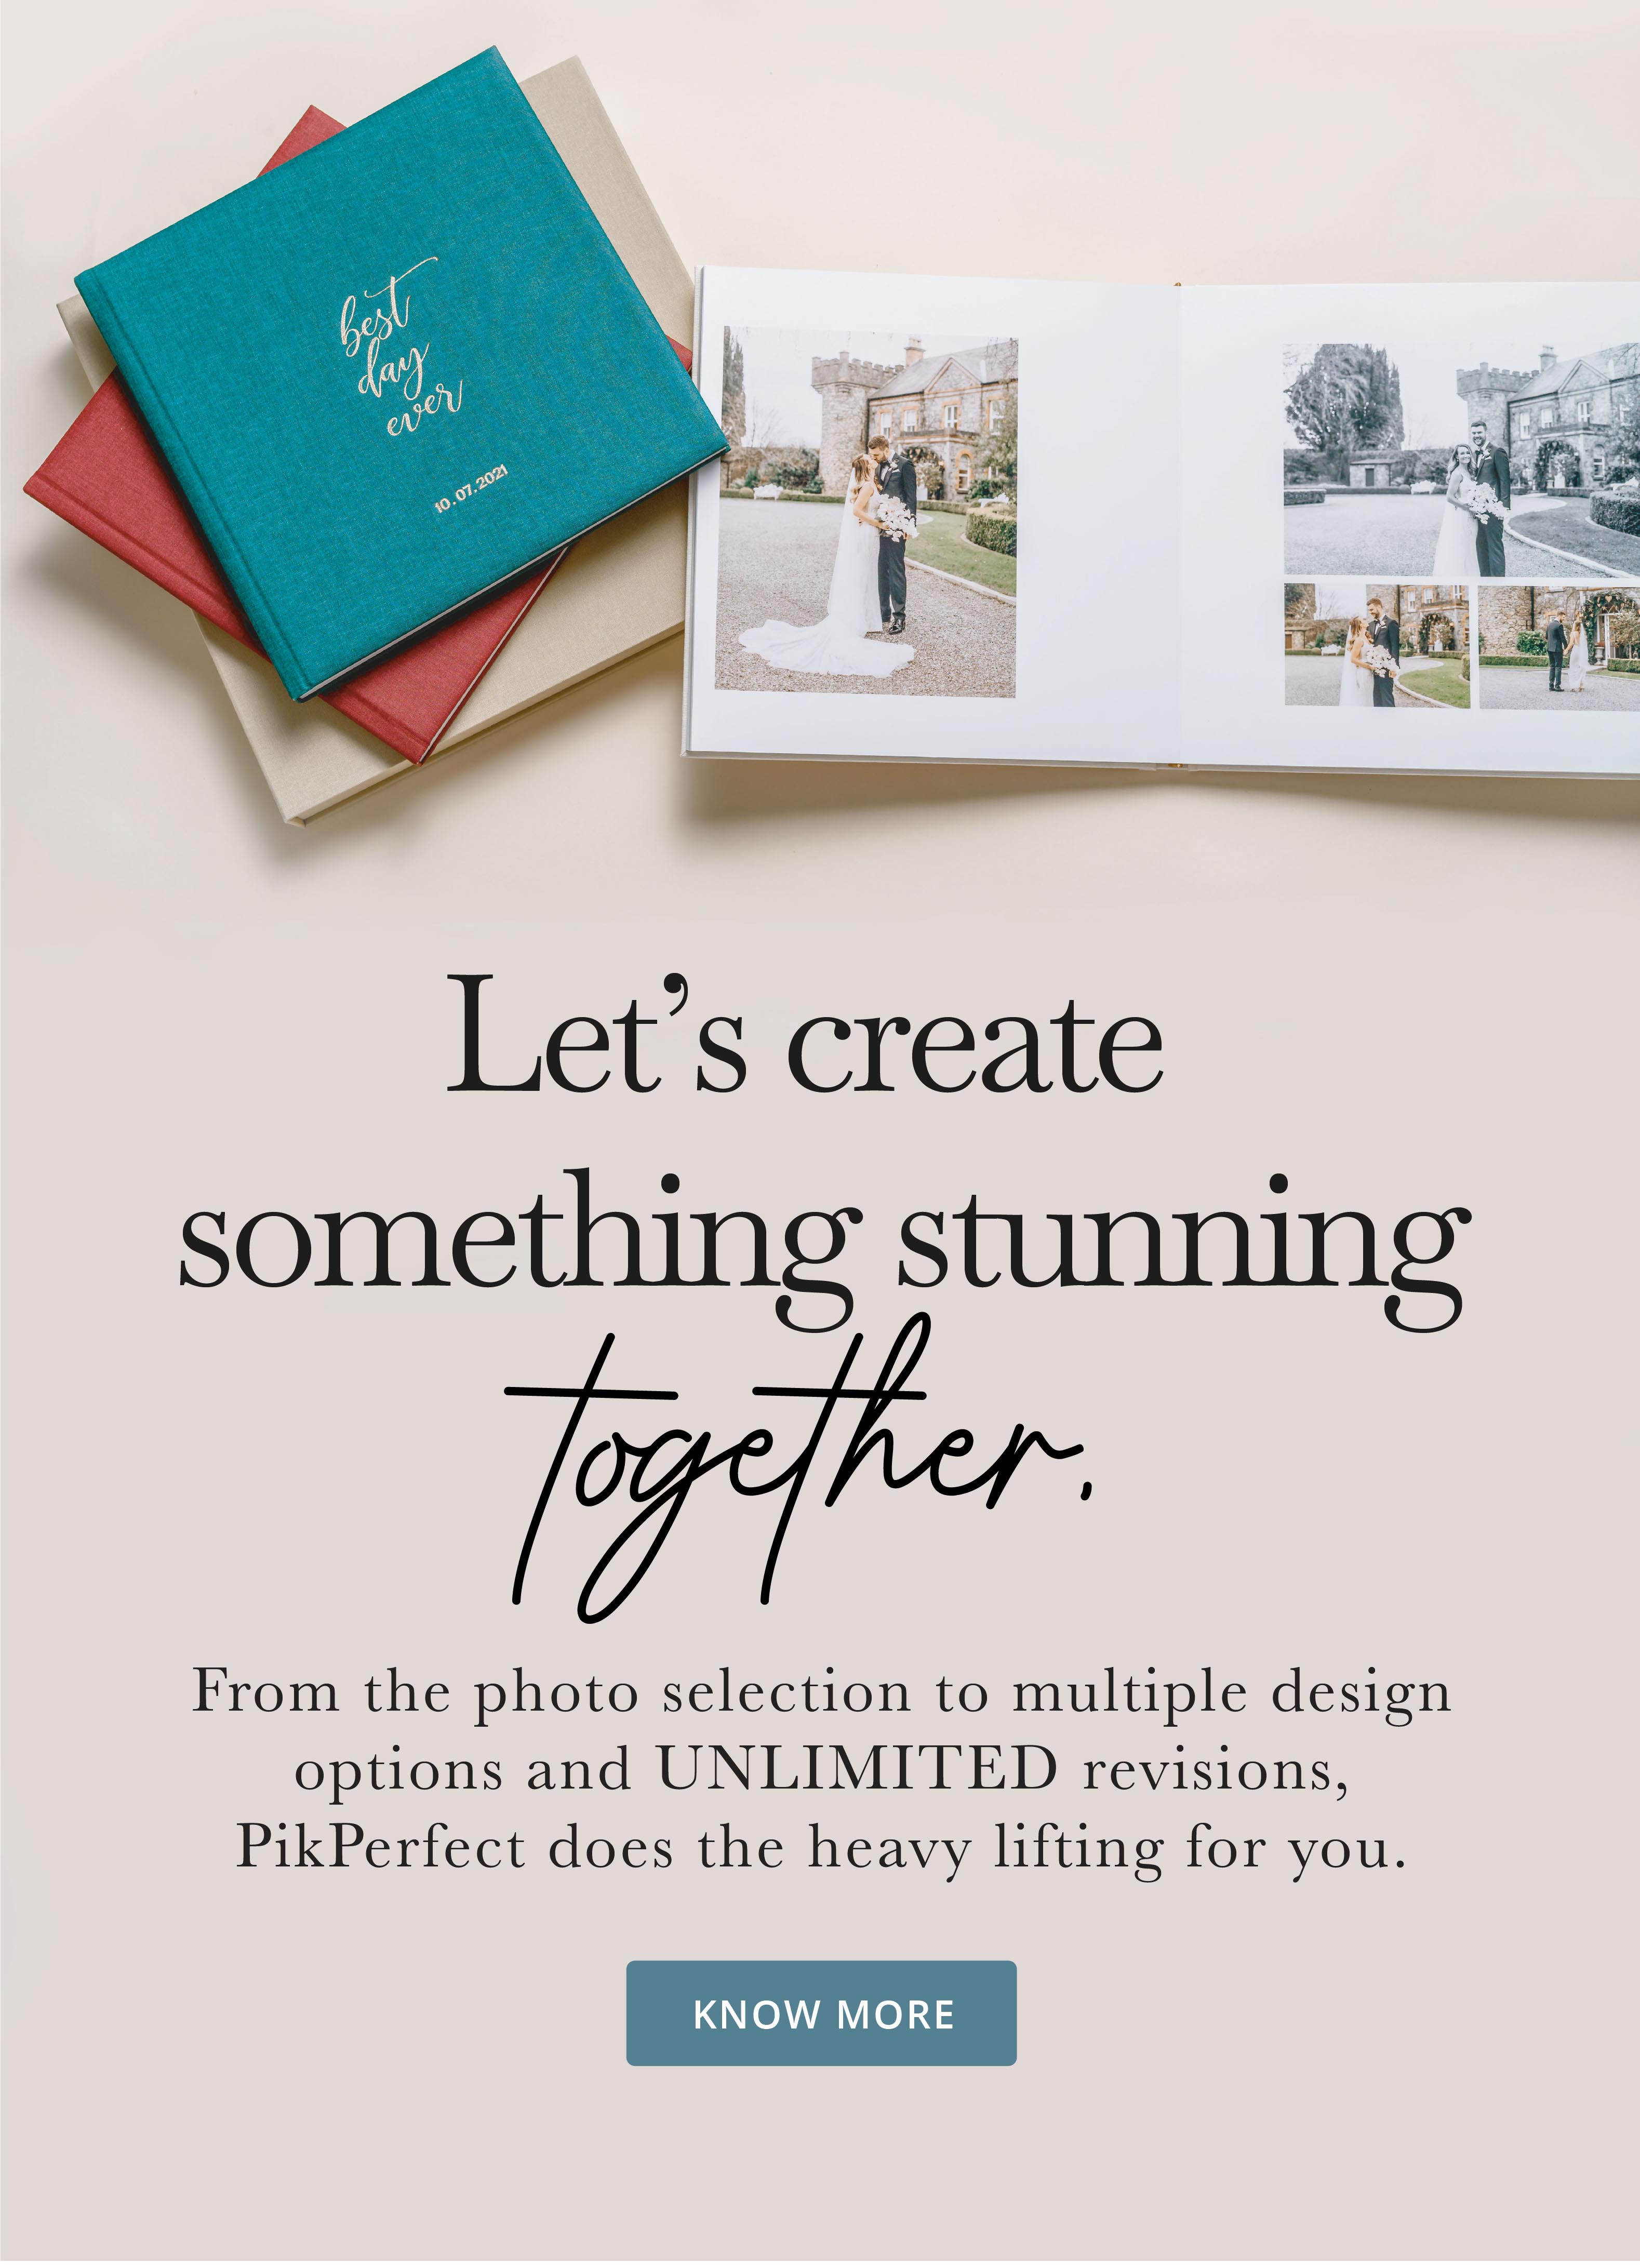 best
day
ever
10.07.2021
Let’s create
something stunning
together.
From the photo selection to multiple design
options and UNLIMITED revisions,
PikPerfect does the heavy lifting for you.
KNOW MORE